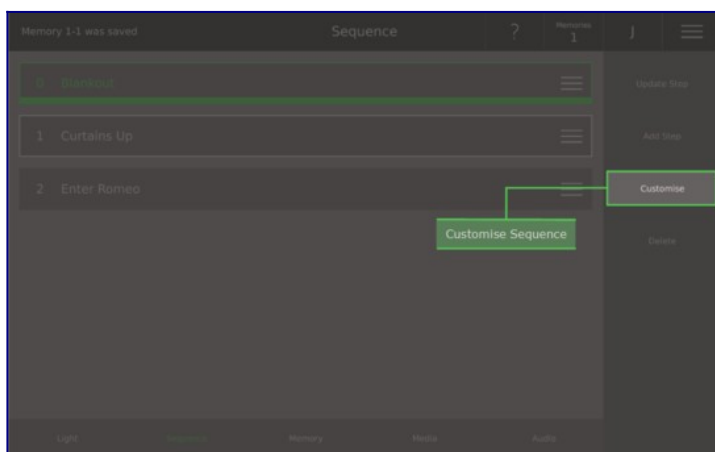 Memory 1-1 was saved
Sequence
?
Memories
1
J
0 Blackout
Update Step
1 Curtains Up
Add Step
2 Enter Romeo
Customise
Customise Sequence
Delete
Light
Sequence
Memory
Media
Audio